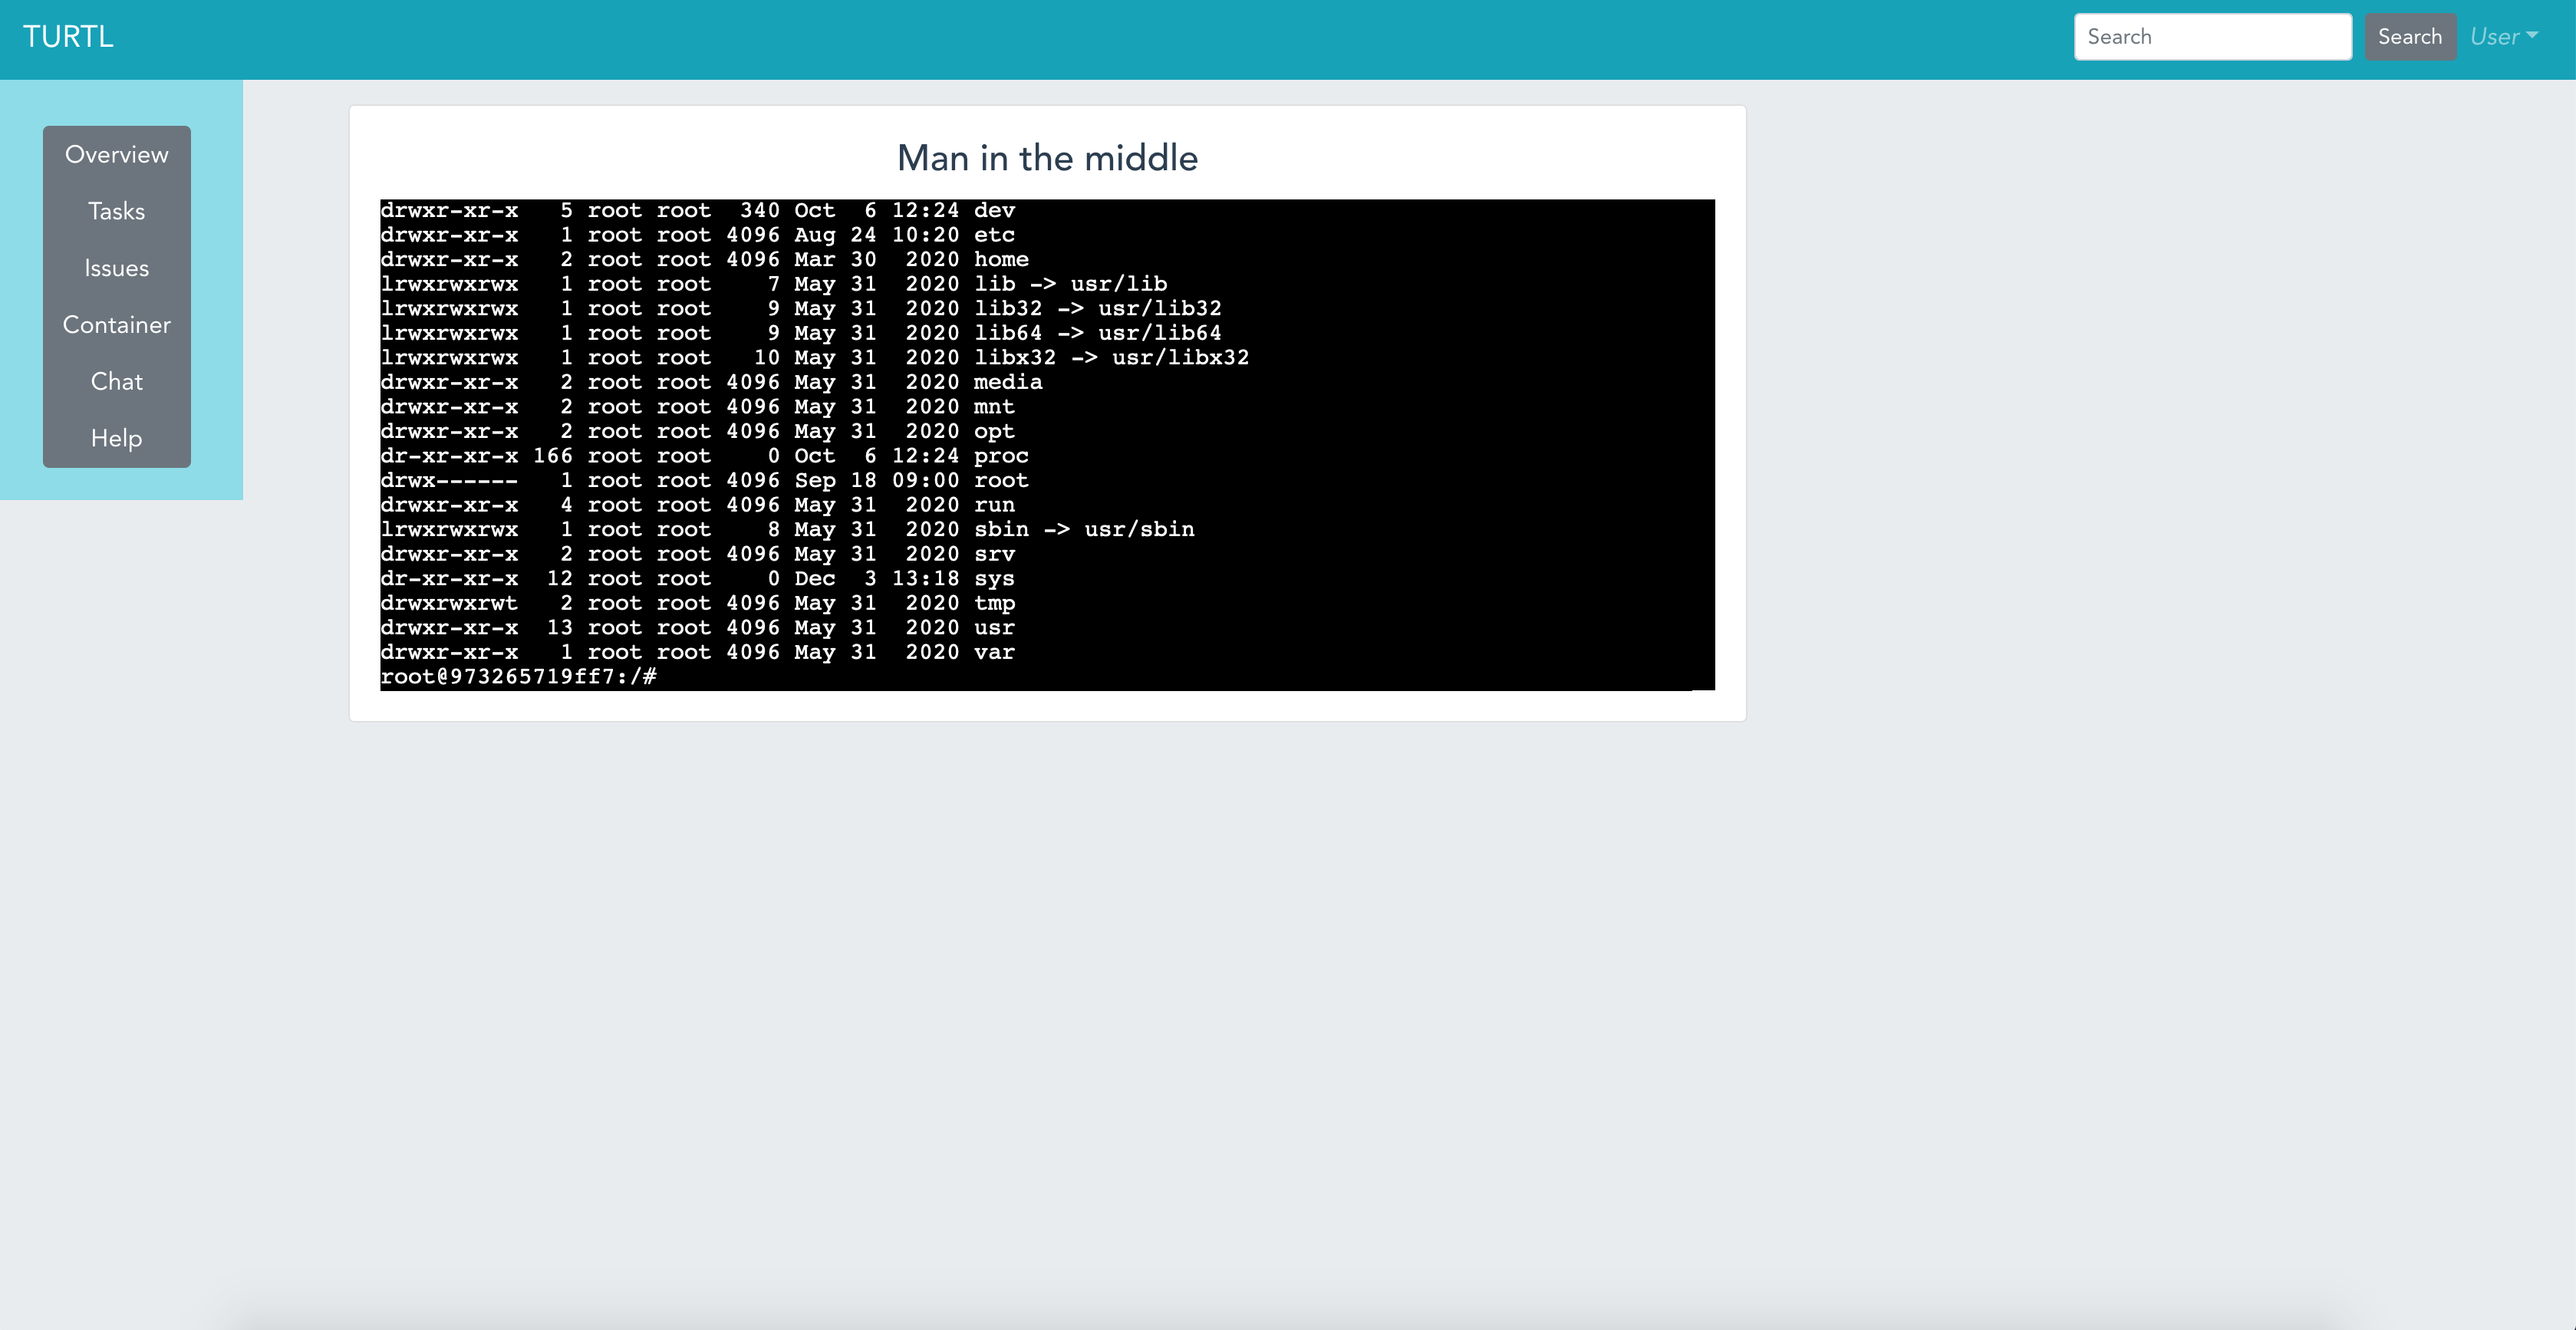 TURTL
Search
Search
User
Overview
Tasks
Issues
Container
Chat
Help
Man in the middle
drwxr-xr-x   5 root root  340 Oct  6 12:24 dev
drwxr-xr-x   1 root root 4096 Aug 24 10:20 etc
drwxr-xr-x   2 root root 4096 Mar 30  2020 home
lrwxrwxrwx   1 root root    7 May 31  2020 lib -> usr/lib
lrwxrwxrwx   1 root root    9 May 31  2020 lib32 -> usr/lib32
lrwxrwxrwx   1 root root    9 May 31  2020 lib64 -> usr/lib64
lrwxrwxrwx   1 root root   10 May 31  2020 libx32 -> usr/libx32
drwxr-xr-x   2 root root 4096 May 31  2020 media
drwxr-xr-x   2 root root 4096 May 31  2020 mnt
drwxr-xr-x   2 root root 4096 May 31  2020 opt
dr-xr-xr-x 166 root root    0 Oct  6 12:24 proc
drwx------   1 root root 4096 Sep 18 09:00 root
drwxr-xr-x   4 root root 4096 May 31  2020 run
lrwxrwxrwx   1 root root    8 May 31  2020 sbin -> usr/sbin
drwxr-xr-x   2 root root 4096 May 31  2020 srv
dr-xr-xr-x  12 root root    0 Dec  3 13:18 sys
drwxrwxrwt   2 root root 4096 May 31  2020 tmp
drwxr-xr-x  13 root root 4096 May 31  2020 usr
drwxr-xr-x   1 root root 4096 May 31  2020 var
root@973265719ff7:/#